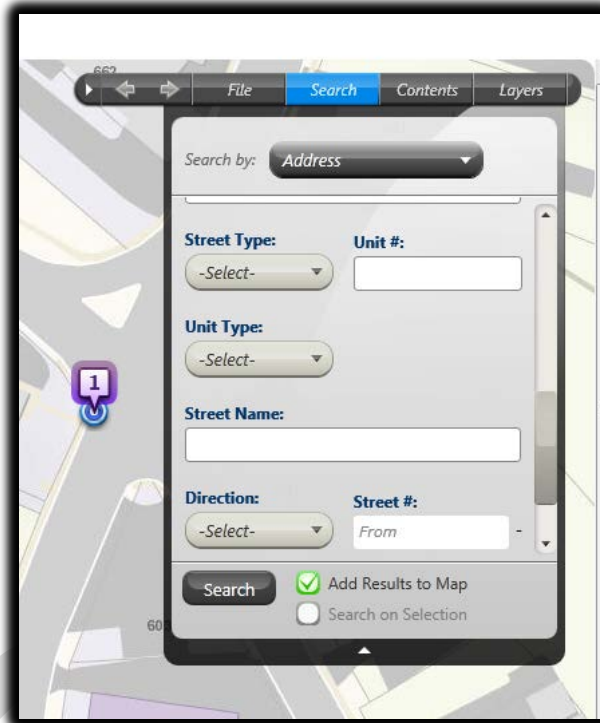 662
File Search Contents Layers
Search by: Address
Street Type: Unit #:
-Select-
Unit Type:
-Select-
Street Name:
Direction: Street #:
-Select- From -
Search Add Results to Map
Search on Selection
1